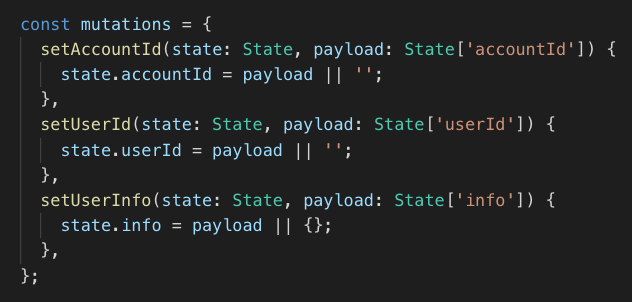 const mutations = {
  setAccountId(state: State, payload: State['accountId']) {
    state.accountId = payload || '';
  },
  setUserId(state: State, payload: State['userId']) {
    state.userId = payload || '';
  },
  setUserInfo(state: State, payload: State['info']) {
    state.info = payload || {};
  },
};